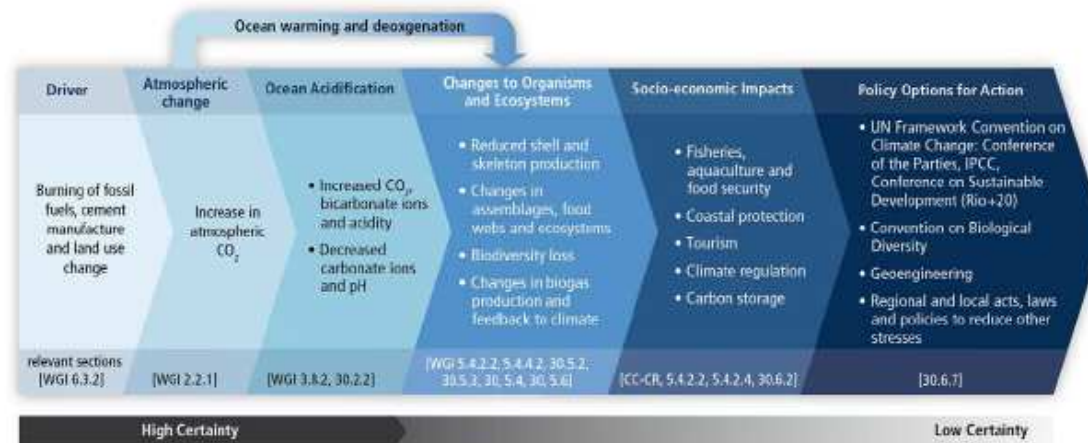 Ocean warming and deoxgenation
Driver
Atmospheric
change
Ocean Acidification
Changes to Organisms
and Ecosystems
Socio-economic Impacts
Policy Options for Action
Burning of fossil
fuels, cement
manufacture
and land use
change
Increase in
atmospheric
CO2
• Increased CO2,
bicarbonate ions
and acidity
• Decreased
carbonate ions
and pH
• Reduced shell and
skeleton production
• Changes in
assemblages, food
webs and ecosystems
• Biodiversity loss
• Changes in biogas
production and
feedback to climate
• Fisheries,
aquaculture and
food security
• Coastal protection
• Tourism
• Climate regulation
• Carbon storage
• UN Framework Convention on
Climate Change: Conference
of the Parties, IPCC,
Conference on Sustainable
Development (Rio+20)
• Convention on Biological
Diversity
• Geoengineering
• Regional and local acts, laws
and policies to reduce other
stresses
relevant sections
[WGI 6.3.2]
[WGI 2.2.1]
[WGI 3.8.2, 30.2.2]
[WGI 5.4.2.2, 5.4.4.2, 30.5.2,
30.5.3, 30, 5.4, 30, 5.6]
[CC-CR, 5.4.2.2, 5.4.2.4, 30.6.2]
[30.6.7]
High Certainty
Low Certainty